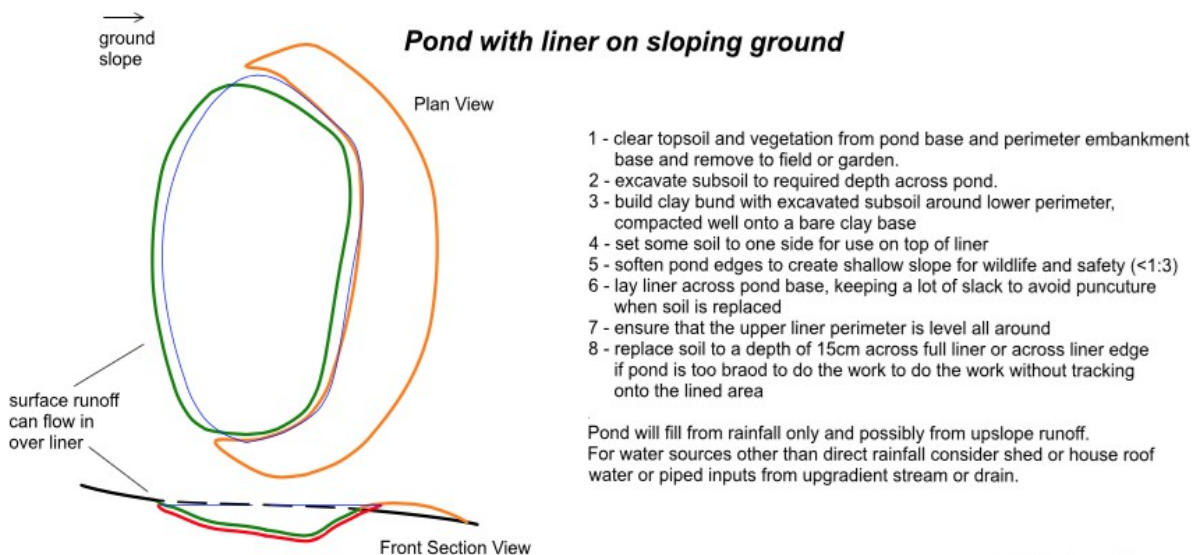 ground
slope
Pond with liner on sloping ground
Plan View
1 - clear topsoil and vegetation from pond base and perimeter embankment
base and remove to field or garden.
2 - excavate subsoil to required depth across pond.
3 - build clay bund with excavated subsoil around lower perimeter,
compacted well onto a bare clay base
4 - set some soil to one side for use on top of liner
5 - soften pond edges to create shallow slope for wildlife and safety (<1:3)
6 - lay liner across pond base, keeping a lot of slack to avoid puncuture
when soil is replaced
7 - ensure that the upper liner perimeter is level all around
8 - replace soil to a depth of 15cm across full liner or across liner edge
if pond is too braod to do the work to do the work without tracking
onto the lined area
Pond will fill from rainfall only and possibly from upslope runoff.
For water sources other than direct rainfall consider shed or house roof
water or piped inputs from upgradient stream or drain.
surface runoff
can flow in
over liner
Front Section View